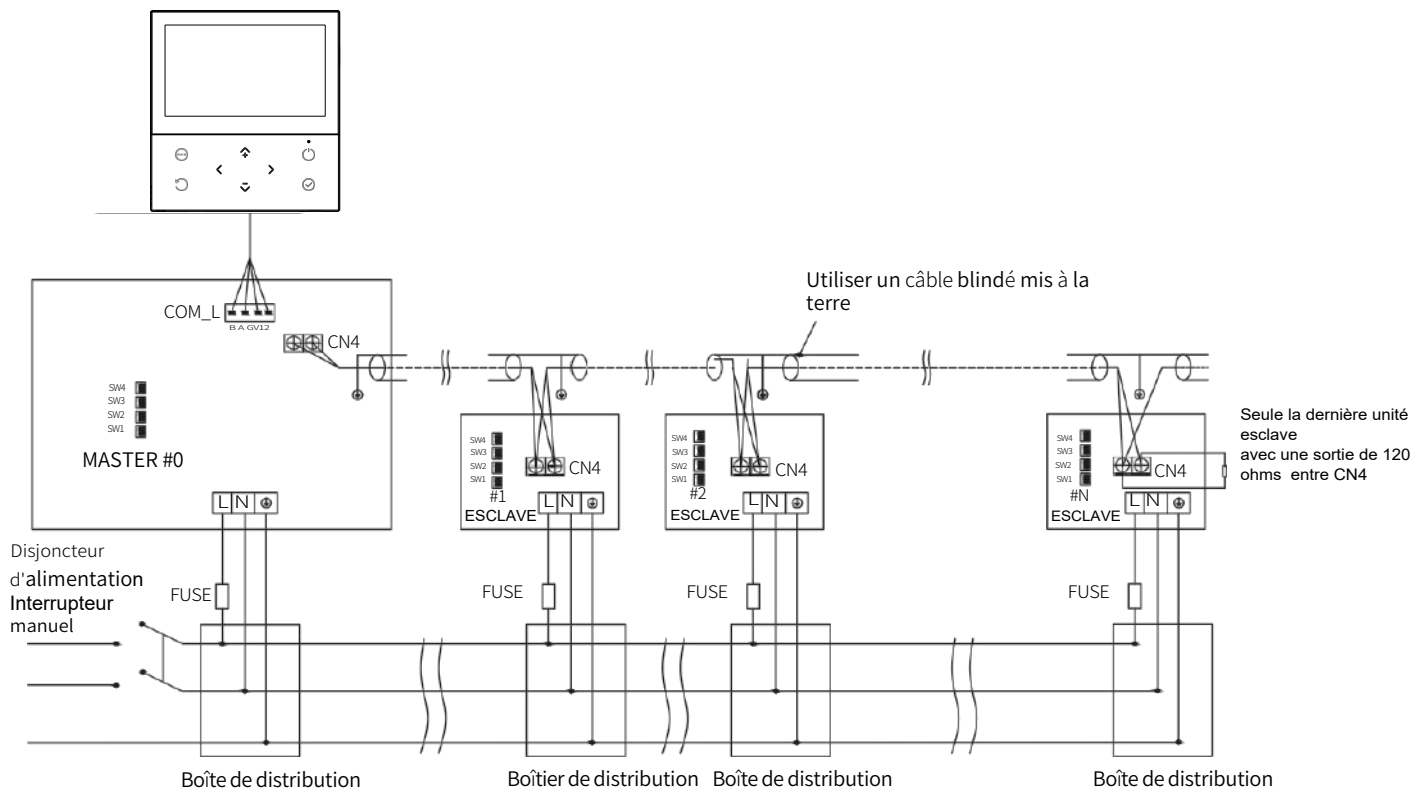 Utiliser un câble blindé mis à la
terre
COM_L
B A GV12
CN4
SW4
SW3
SW2
SW1
MASTER #0
L N
SW4
SW3
SW2
SW1
CN4
#1
ESCLAVE
L N
SW4
SW3
SW2
SW1
CN4
#2
ESCLAVE
L N
SW4
SW3
SW2
SW1
CN4
#N
ESCLAVE
L N
Seule la dernière unité
esclave
avec une sortie de 120
ohms entre CN4
Disjoncteur
d'alimentation
Interrupteur
manuel
FUSE
FUSE
FUSE
FUSE
Boîte de distribution
Boîtier de distribution
Boîte de distribution
Boîte de distribution